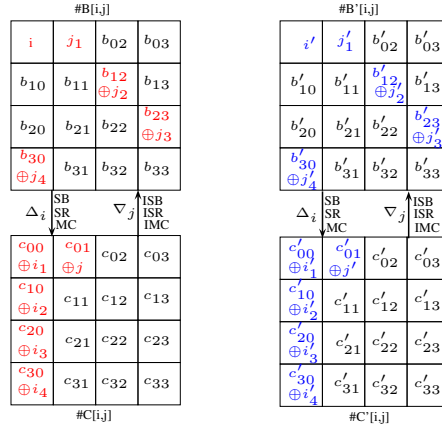 #B[i,j]
i j₁ b₀₂ b₀₃
b₁₀ b₁₁ b₁₂ ⊕j₂ b₁₃
b₂₀ b₂₁ b₂₂ b₂₃ ⊕j₃
b₃₀ ⊕j₄ b₃₁ b₃₂ b₃₃
Δᵢ SB SR MC ∇ⱼ ISB ISR IMC
c₀₀ ⊕i₁ c₀₁ ⊕j c₀₂ c₀₃
c₁₀ ⊕i₂ c₁₁ c₁₂ c₁₃
c₂₀ ⊕i₃ c₂₁ c₂₂ c₂₃
c₃₀ ⊕i₄ c₃₁ c₃₂ c₃₃
#C[i,j]
#B'[i,j]
i′ j′₁ b′₀₂ b′₀₃
b′₁₀ b′₁₁ b′₁₂ ⊕j′₂ b′₁₃
b′₂₀ b′₂₁ b′₂₂ b′₂₃ ⊕j′₃
b′₃₀ ⊕j′₄ b′₃₁ b′₃₂ b′₃₃
Δᵢ SB SR MC ∇ⱼ ISB ISR IMC
c′₀₀ ⊕i′₁ c′₀₁ ⊕j′ c′₀₂ c′₀₃
c′₁₀ ⊕i′₂ c′₁₁ c′₁₂ c′₁₃
c′₂₀ ⊕i′₃ c′₂₁ c′₂₂ c′₂₃
c′₃₀ ⊕i′₄ c′₃₁ c′₃₂ c′₃₃
#C'[i,j]